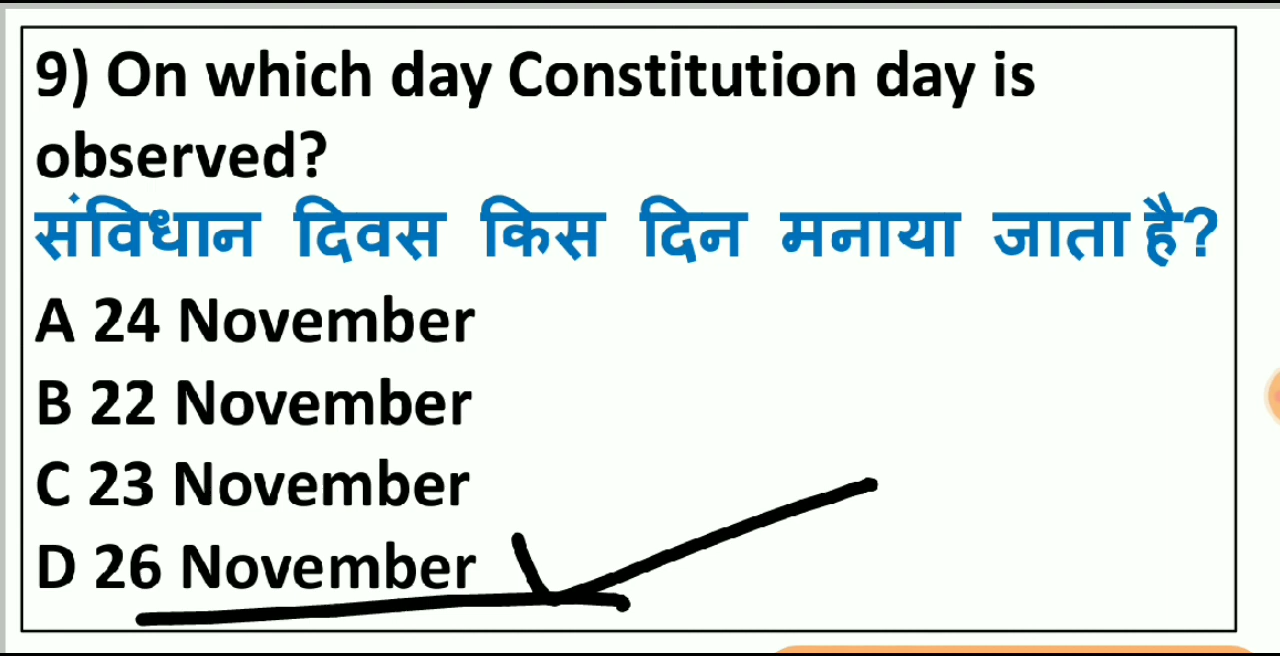 9) On which day Constitution day is
observed?
संविधान दिवस किस दिन मनाया जाता है?
A 24 November
B 22 November
C 23 November
D 26 November